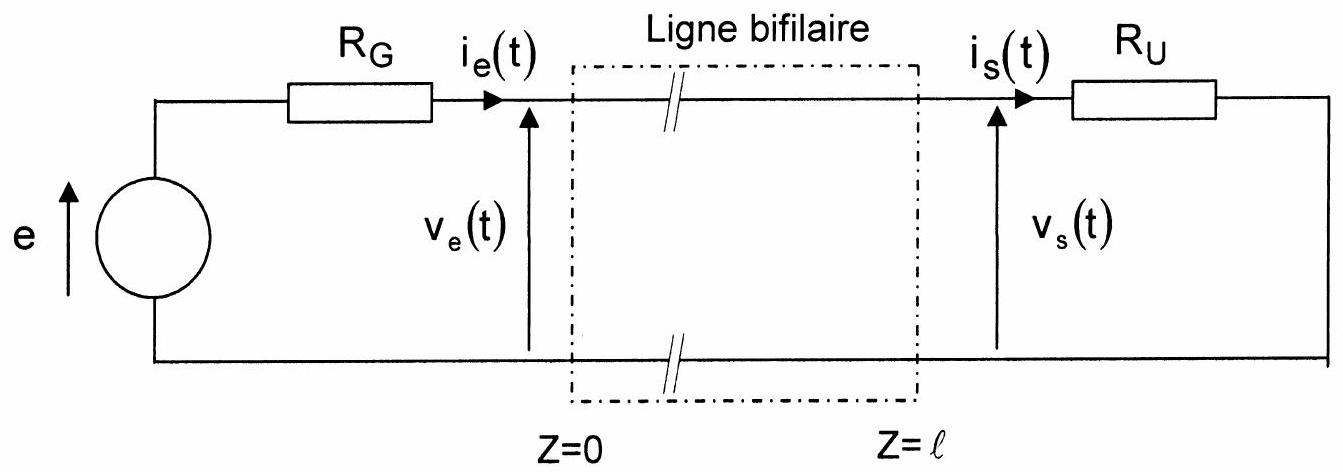 Ligne bifilaire
R_G i_e(t) i_s(t) R_U
e v_e(t) v_s(t)
Z=0 Z=ℓ